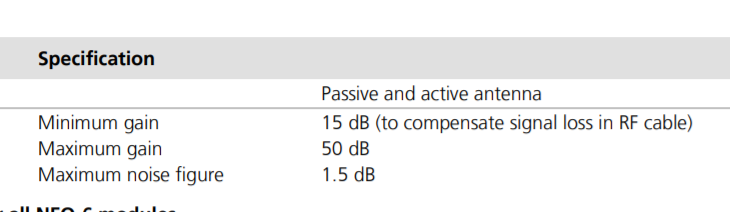 Specification
Passive and active antenna
Minimum gain 15 dB (to compensate signal loss in RF cable)
Maximum gain 50 dB
Maximum noise figure 1.5 dB
all NEO-6 modules